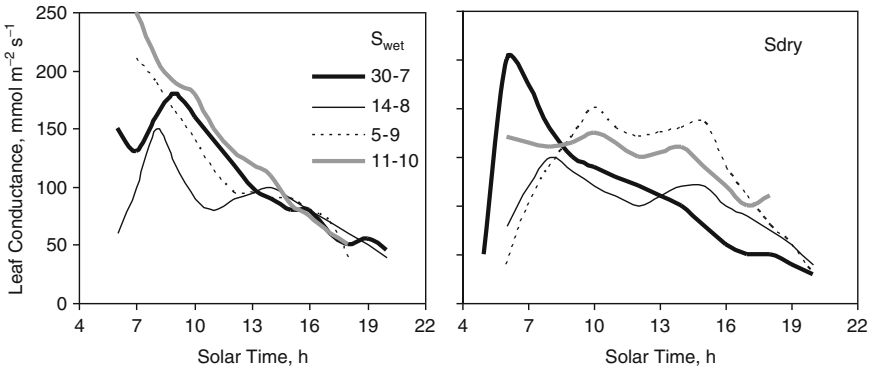 Leaf Conductance, mmol m⁻² s⁻¹
250
200
150
100
50
0
S_wet
30-7
14-8
5-9
11-10
4 7 10 13 16 19 22
Solar Time, h
Sdry
4 7 10 13 16 19 22
Solar Time, h